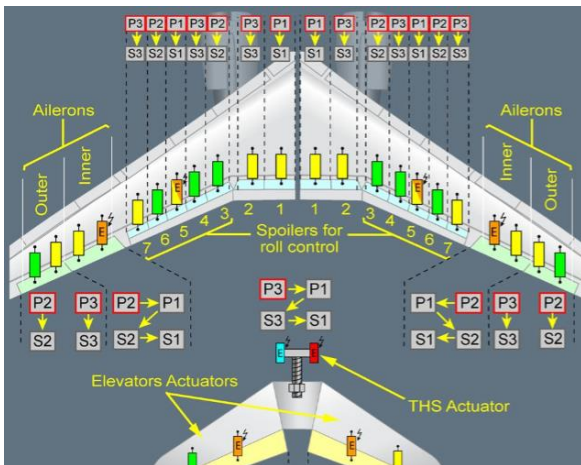 P3 P2 P1 P3 P2 P3 P1 P1 P3 P2 P3 P1 P2 P3
S3 S2 S1 S3 S2 S3 S1 S1 S3 S2 S3 S1 S2 S3
Ailerons
Ailerons
Outer
Inner
Inner
Outer
E
E
E
E
7 6 5 4 3 2 1 1 2 3 4 5 6 7
Spoilers for
roll control
P2 P3 P2 P1
S2 S3 S2 S1
P3 P1
S3 S1
P1 P2 P3 P2
S1 S2 S3 S2
E E
Elevators Actuators
THS Actuator
E
E